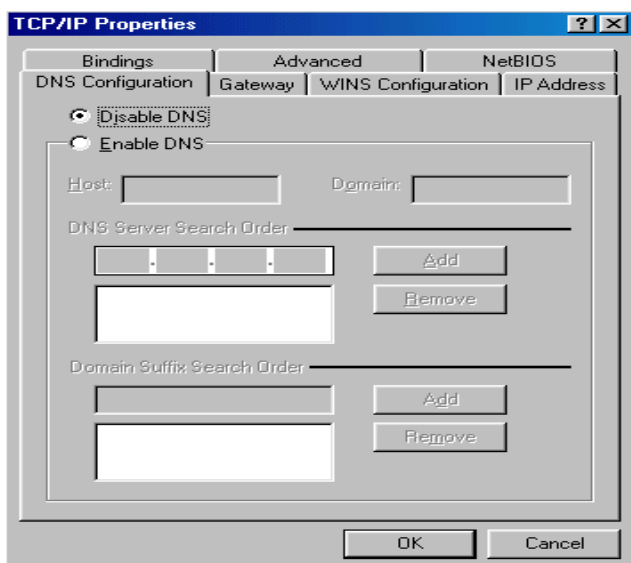 TCP/IP Properties
Bindings Advanced NetBIOS
DNS Configuration Gateway WINS Configuration IP Address
Disable DNS
Enable DNS
Host: Domain:
DNS Server Search Order
Add
Remove
Domain Suffix Search Order
Add
Remove
OK Cancel